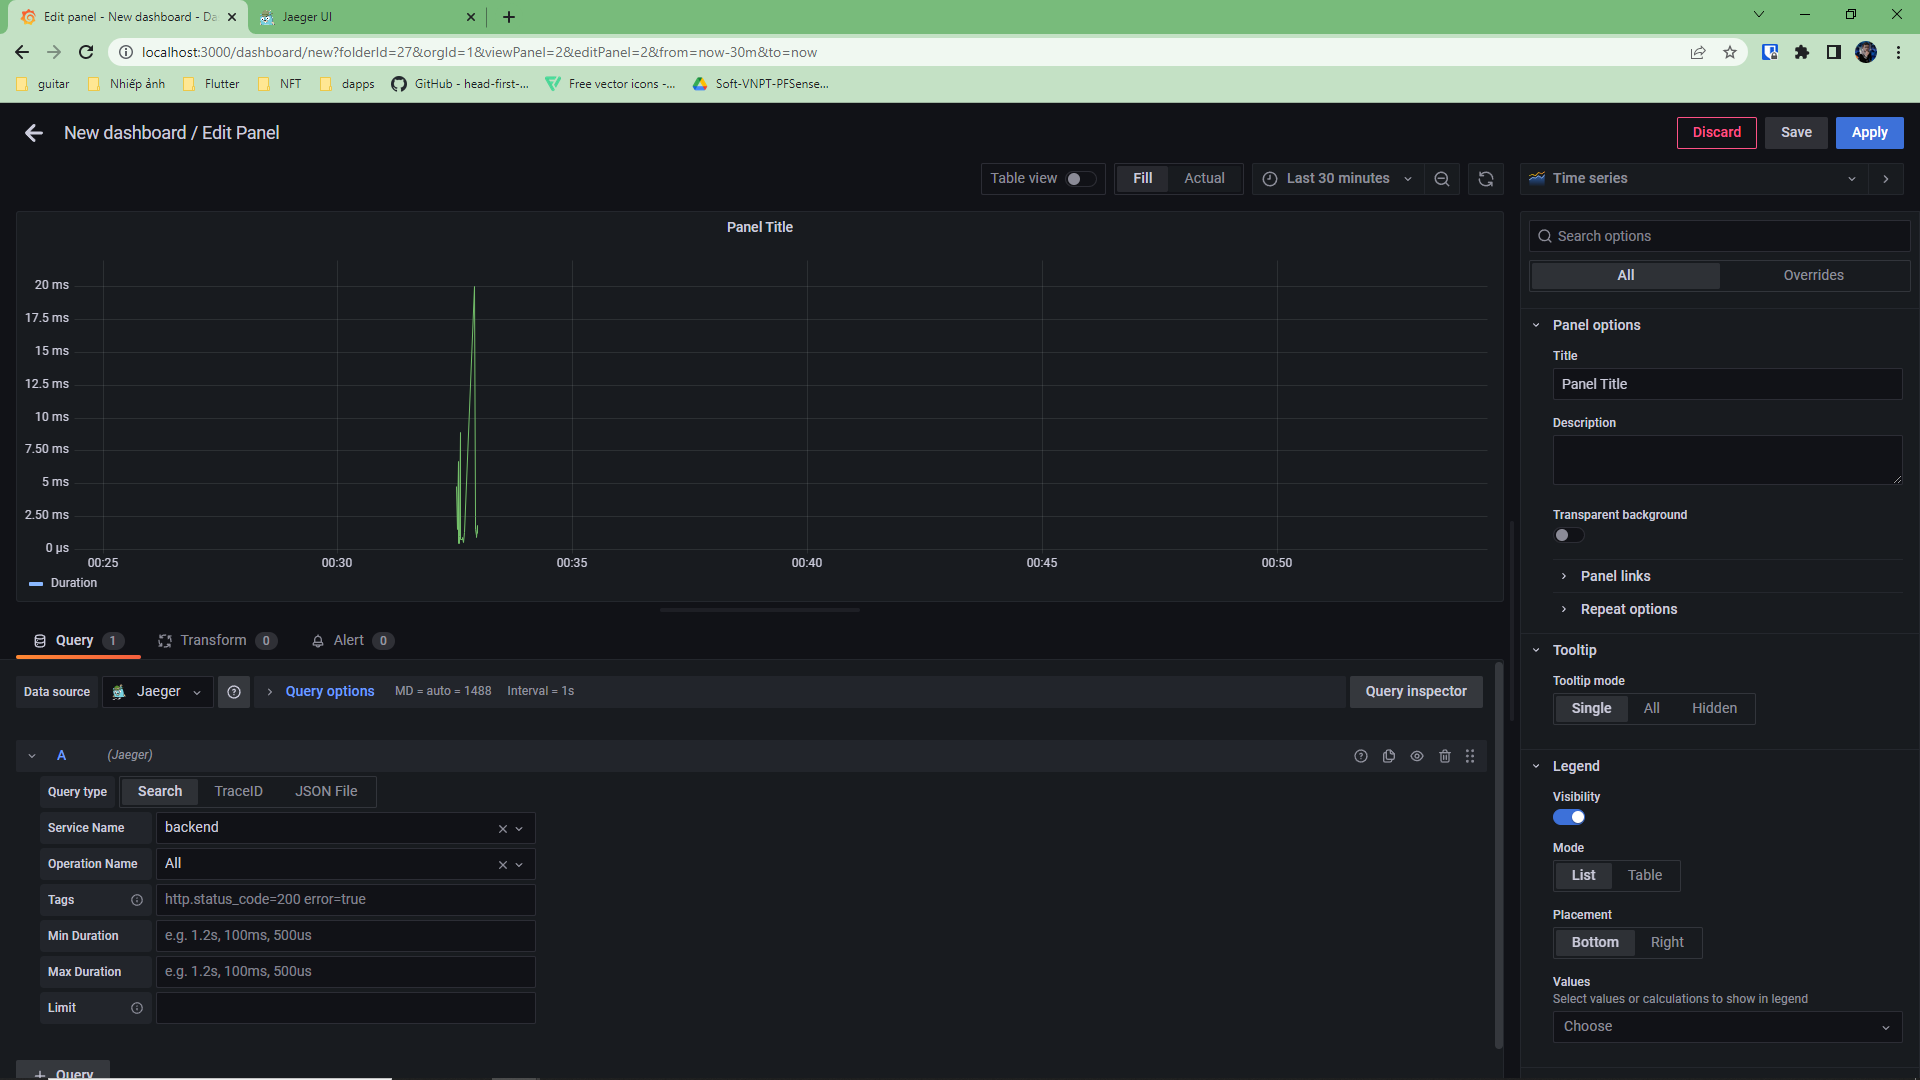 Edit panel - New dashboard - Da
Jaeger UI
localhost:3000/dashboard/new?folderId=27&orgId=1&viewPanel=2&editPanel=2&from=now-30m&to=now
guitar
Nhiếp ảnh
Flutter
NFT
dapps
GitHub - head-first-...
Free vector icons -...
Soft-VNPT-PFSense...
New dashboard / Edit Panel
Discard
Save
Apply
Table view
Fill
Actual
Last 30 minutes
Time series
Panel Title
20 ms
17.5 ms
15 ms
12.5 ms
10 ms
7.50 ms
5 ms
2.50 ms
0 µs
00:25
00:30
00:35
00:40
00:45
00:50
Duration
Query 1
Transform 0
Alert 0
Data source
Jaeger
Query options
MD = auto = 1488
Interval = 1s
Query inspector
A
(Jaeger)
Query type
Search
TraceID
JSON File
Service Name
backend
Operation Name
All
Tags
http.status_code=200 error=true
Min Duration
e.g. 1.2s, 100ms, 500us
Max Duration
e.g. 1.2s, 100ms, 500us
Limit
+ Query
Search options
All
Overrides
Panel options
Title
Panel Title
Description
Transparent background
Panel links
Repeat options
Tooltip
Tooltip mode
Single
All
Hidden
Legend
Visibility
Mode
List
Table
Placement
Bottom
Right
Values
Select values or calculations to show in legend
Choose